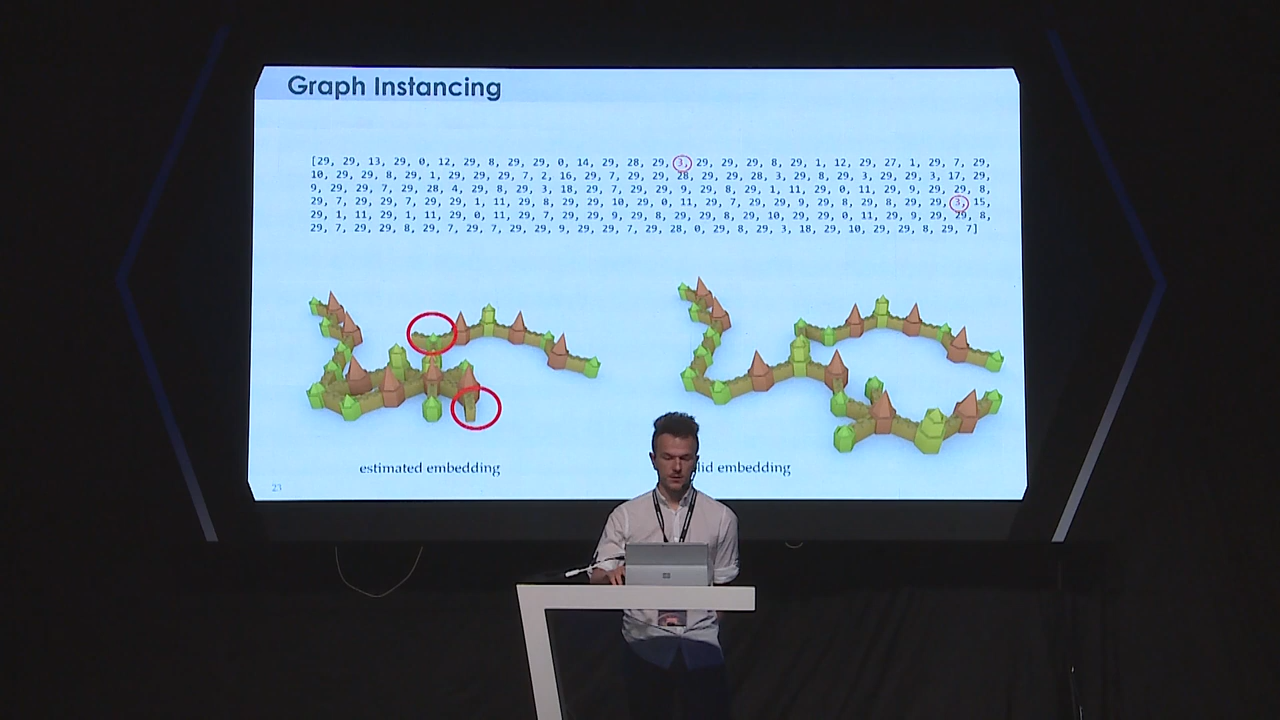 Graph Instancing
[29, 29, 13, 29, 0, 12, 29, 8, 29, 29, 0, 14, 29, 28, 29, 3, 29, 29, 29, 8, 29, 1, 12, 29, 27, 1, 29, 7, 29,
10, 29, 29, 8, 29, 1, 29, 29, 29, 7, 2, 16, 29, 7, 29, 29, 28, 29, 29, 28, 3, 29, 8, 29, 3, 29, 29, 3, 17, 29,
9, 29, 29, 7, 29, 28, 4, 29, 8, 29, 3, 18, 29, 7, 29, 29, 9, 29, 8, 29, 1, 11, 29, 0, 11, 29, 9, 29, 29, 8,
29, 7, 29, 29, 7, 29, 29, 1, 11, 29, 8, 29, 29, 10, 29, 0, 11, 29, 7, 29, 29, 9, 29, 8, 29, 8, 29, 29, 3, 15,
29, 1, 11, 29, 1, 11, 29, 0, 11, 29, 7, 29, 29, 9, 29, 8, 29, 29, 8, 29, 10, 29, 29, 0, 11, 29, 9, 29, 29, 8,
29, 7, 29, 29, 8, 29, 7, 29, 7, 29, 29, 9, 29, 29, 7, 29, 28, 0, 29, 8, 29, 3, 18, 29, 10, 29, 29, 8, 29, 7]
estimated embedding
embedding
23